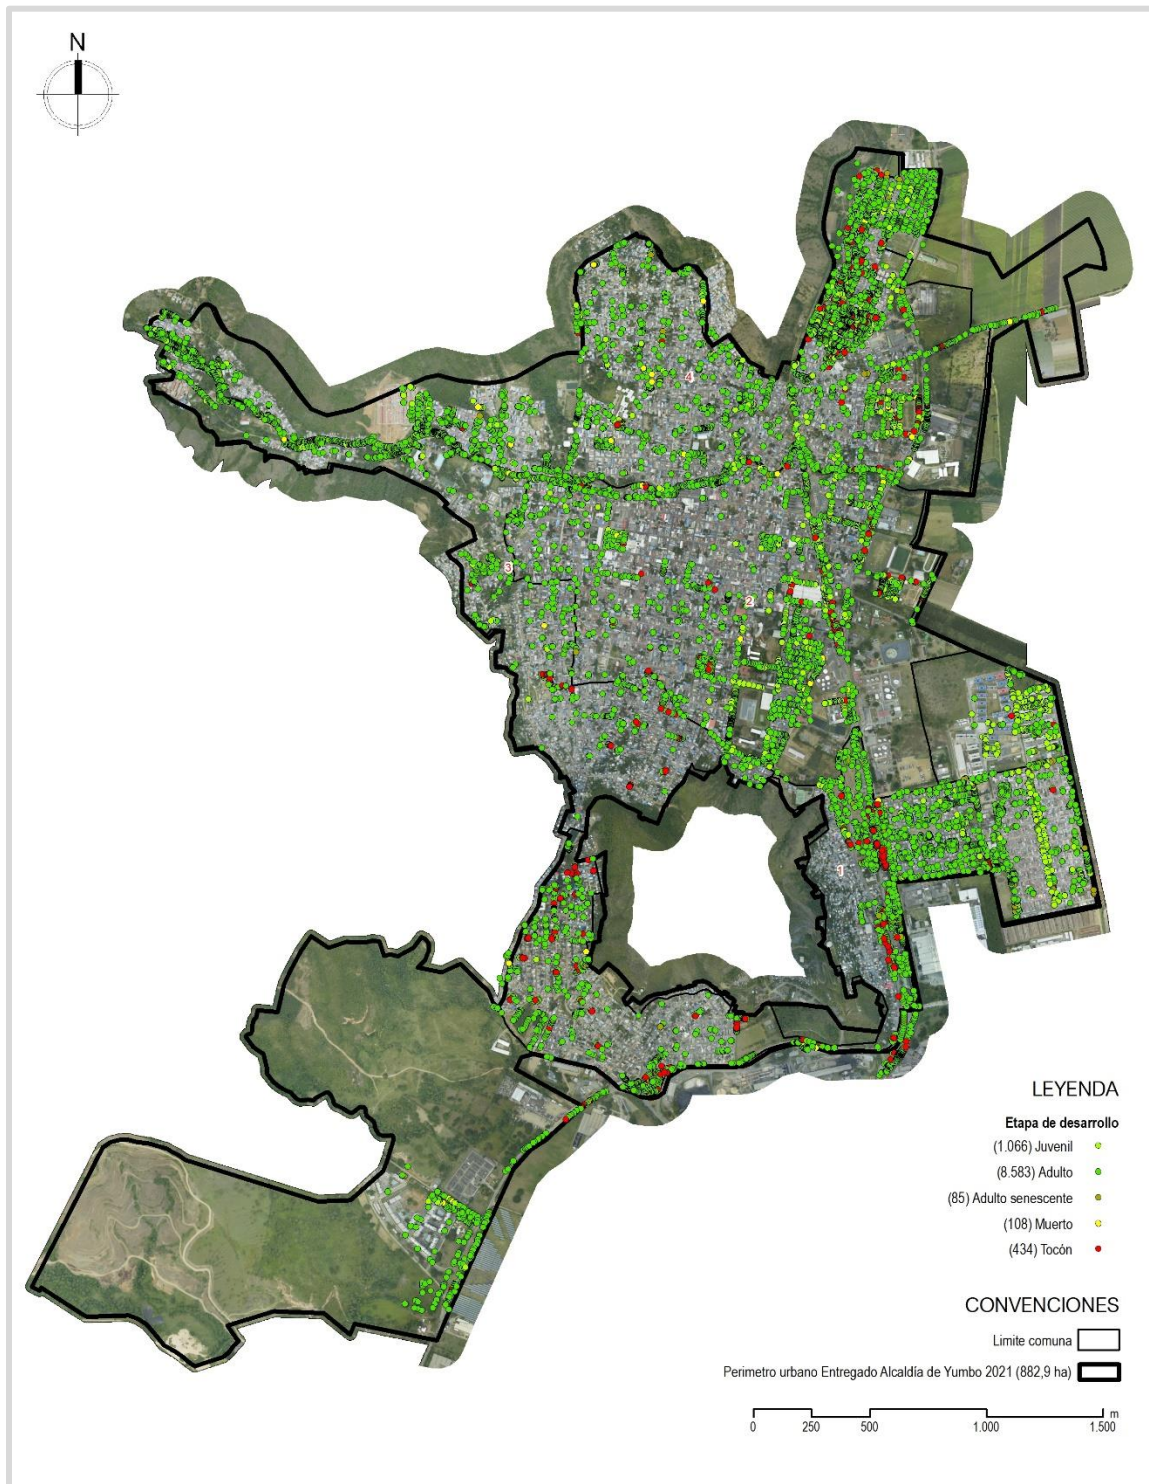 N
4
3
2
1
LEYENDA
Etapa de desarrollo
(1.066) Juvenil
(8.583) Adulto
(85) Adulto senescente
(108) Muerto
(434) Tocón
CONVENCIONES
Limite comuna
Perimetro urbano Entregado Alcaldía de Yumbo 2021 (882,9 ha)
m
0 250 500 1.000 1.500